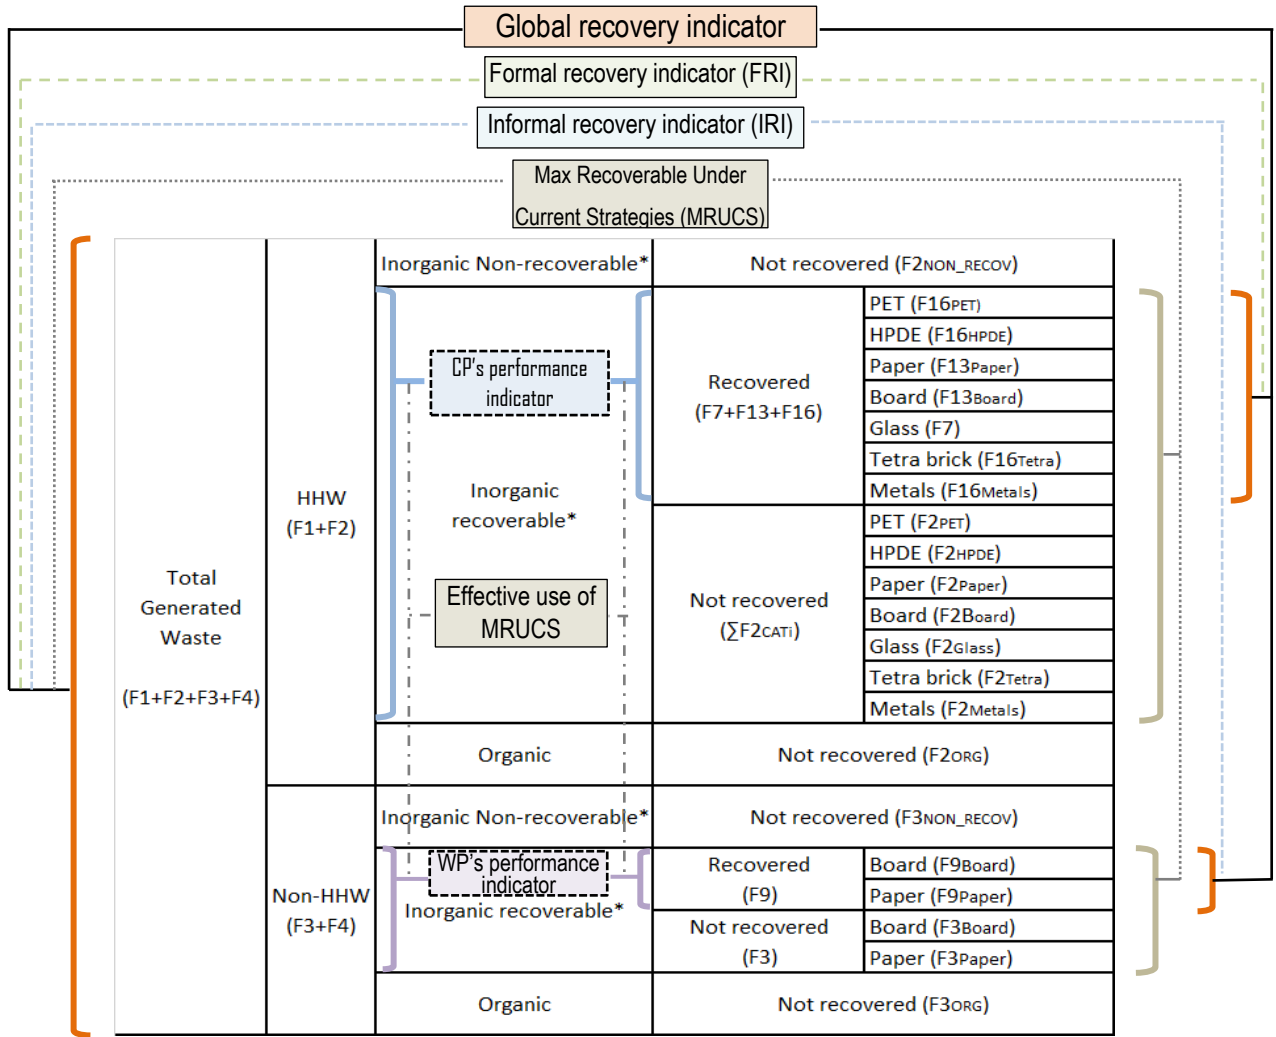 Global recovery indicator
Formal recovery indicator (FRI)
Informal recovery indicator (IRI)
Max Recoverable Under
Current Strategies (MRUCS)
Total
Generated
Waste
(F1+F2+F3+F4)
HHW
(F1+F2)
Inorganic Non-recoverable*
Not recovered (F2NON_RECOV)
CP's performance
indicator
Inorganic
recoverable*
Effective use of
MRUCS
Recovered
(F7+F13+F16)
PET (F16PET)
HPDE (F16HPDE)
Paper (F13Paper)
Board (F13Board)
Glass (F7)
Tetra brick (F16Tetra)
Metals (F16Metals)
Not recovered
(∑F2CATi)
PET (F2PET)
HPDE (F2HPDE)
Paper (F2Paper)
Board (F2Board)
Glass (F2Glass)
Tetra brick (F2Tetra)
Metals (F2Metals)
Organic
Not recovered (F2ORG)
Non-HHW
(F3+F4)
Inorganic Non-recoverable*
Not recovered (F3NON_RECOV)
WP's performance
indicator
Inorganic recoverable*
Recovered
(F9)
Board (F9Board)
Paper (F9Paper)
Not recovered
(F3)
Board (F3Board)
Paper (F3Paper)
Organic
Not recovered (F3ORG)